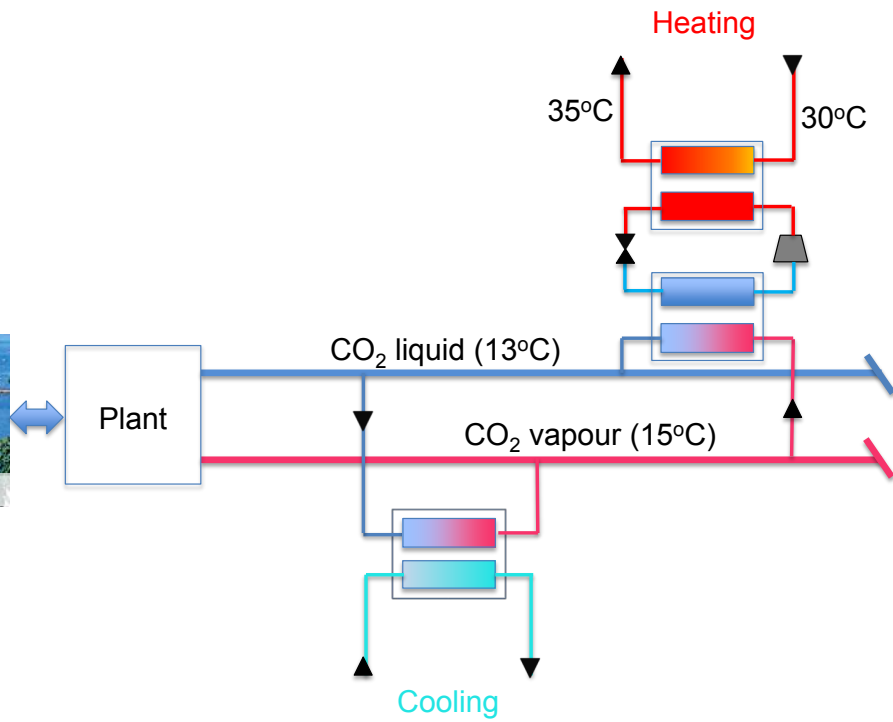 Heating
35°C
30°C
CO₂ liquid (13°C)
Plant
CO₂ vapour (15°C)
Cooling